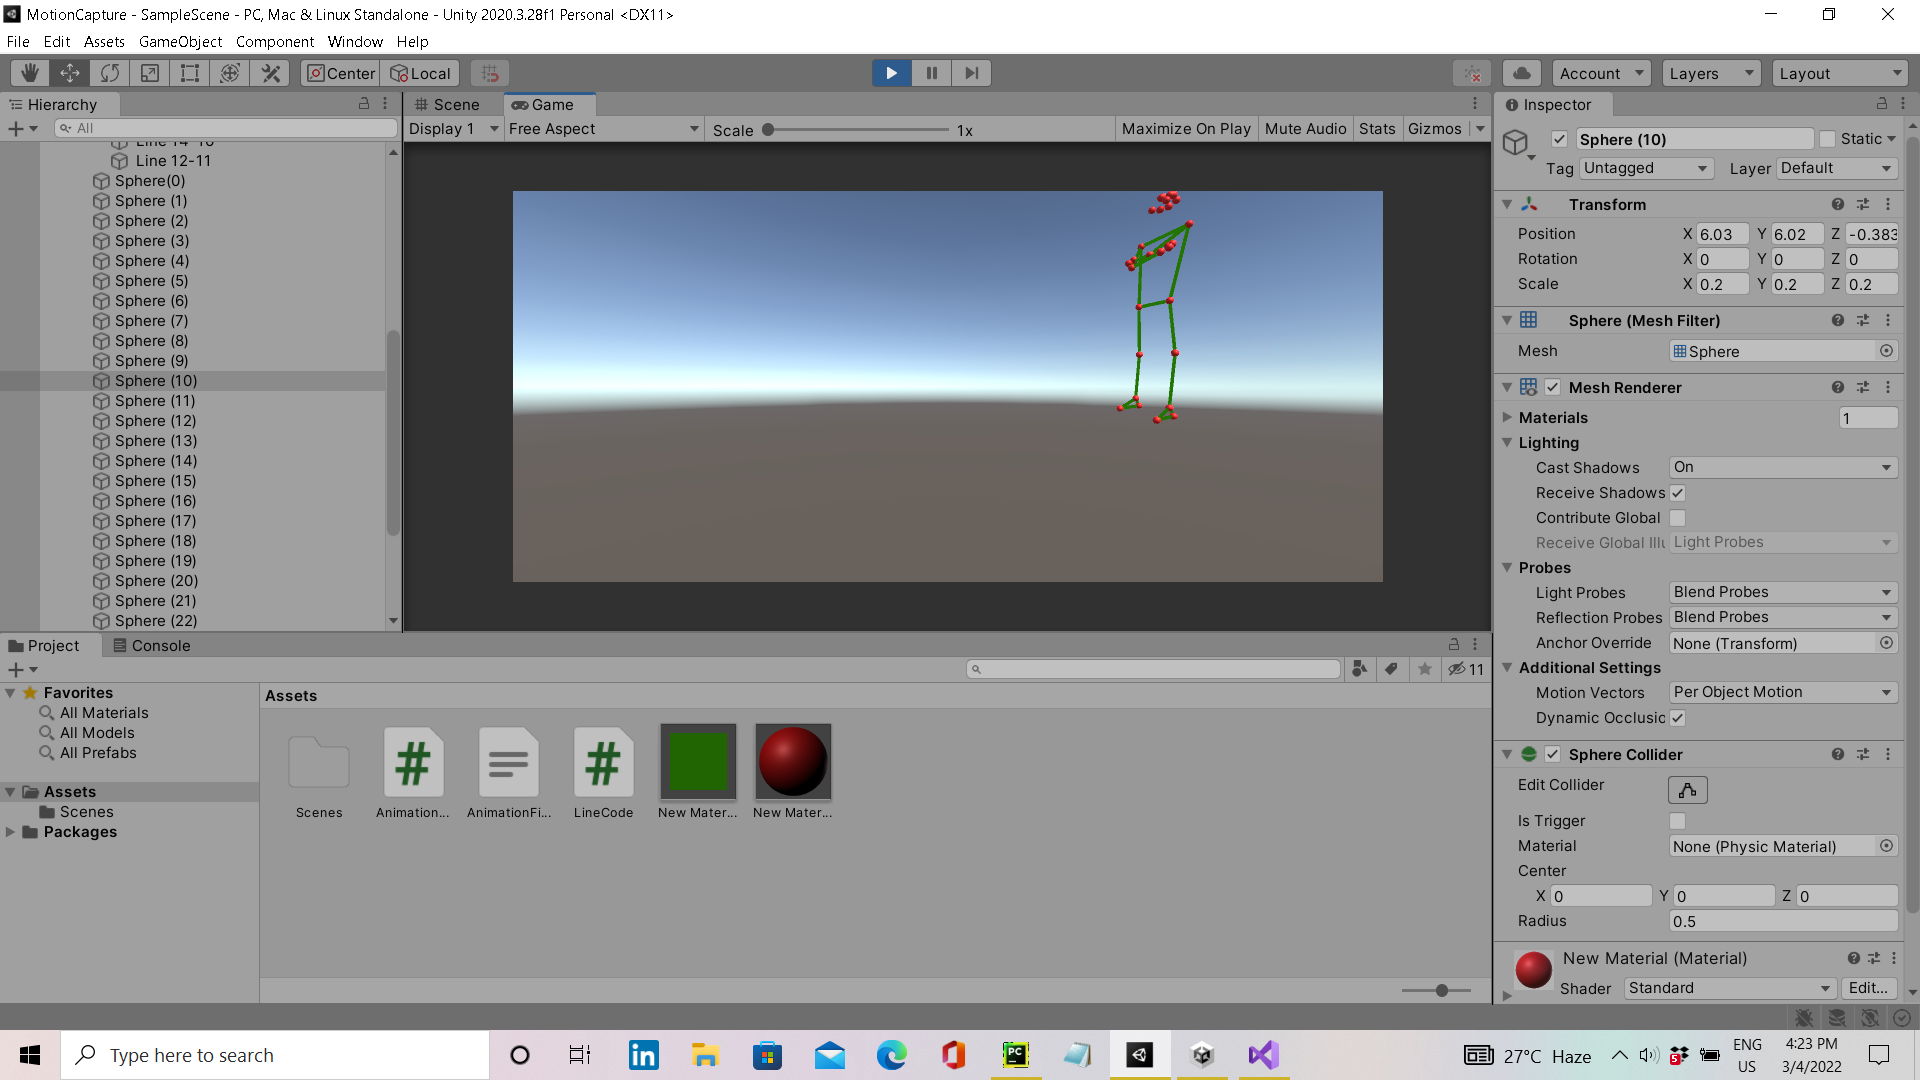 MotionCapture - SampleScene - PC, Mac & Linux Standalone - Unity 2020.3.28f1 Personal <DX11>
File Edit Assets GameObject Component Window Help
Center Local Account Layers Layout
Hierarchy
All
Line 12-11
Sphere(0)
Sphere (1)
Sphere (2)
Sphere (3)
Sphere (4)
Sphere (5)
Sphere (6)
Sphere (7)
Sphere (8)
Sphere (9)
Sphere (10)
Sphere (11)
Sphere (12)
Sphere (13)
Sphere (14)
Sphere (15)
Sphere (16)
Sphere (17)
Sphere (18)
Sphere (19)
Sphere (20)
Sphere (21)
Sphere (22)
Scene Game
Display 1 Free Aspect Scale 1x Maximize On Play Mute Audio Stats Gizmos
Inspector
Sphere (10) Static
Tag Untagged Layer Default
Transform
Position X 6.03 Y 6.02 Z -0.383
Rotation X 0 Y 0 Z 0
Scale X 0.2 Y 0.2 Z 0.2
Sphere (Mesh Filter)
Mesh Sphere
Mesh Renderer
Materials 1
Lighting
Cast Shadows On
Receive Shadows
Contribute Global
Receive Global Illu Light Probes
Probes
Light Probes Blend Probes
Reflection Probes Blend Probes
Anchor Override None (Transform)
Additional Settings
Motion Vectors Per Object Motion
Dynamic Occlusic
Sphere Collider
Edit Collider
Is Trigger
Material None (Physic Material)
Center
X 0 Y 0 Z 0
Radius 0.5
New Material (Material)
Shader Standard Edit...
Project Console
11
Favorites
All Materials
All Models
All Prefabs
Assets
Scenes
Packages
Assets
Scenes Animation... AnimationFi... LineCode New Mater... New Mater...
Type here to search
27°C Haze
ENG
US
4:23 PM
3/4/2022